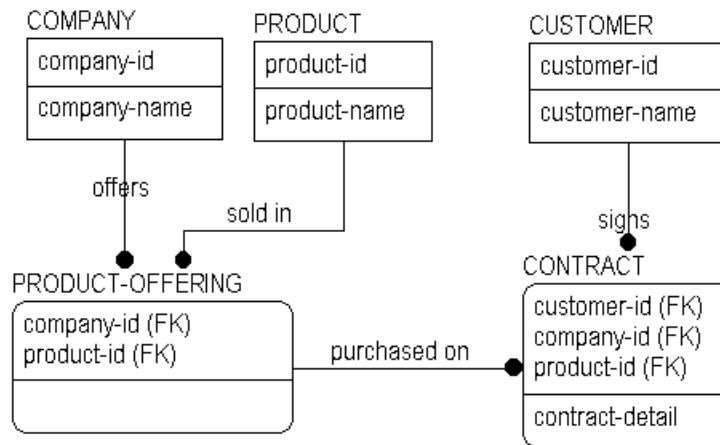 COMPANY
company-id
company-name
PRODUCT
product-id
product-name
CUSTOMER
customer-id
customer-name
offers
sold in
signs
PRODUCT-OFFERING
company-id (FK)
product-id (FK)
purchased on
CONTRACT
customer-id (FK)
company-id (FK)
product-id (FK)
contract-detail